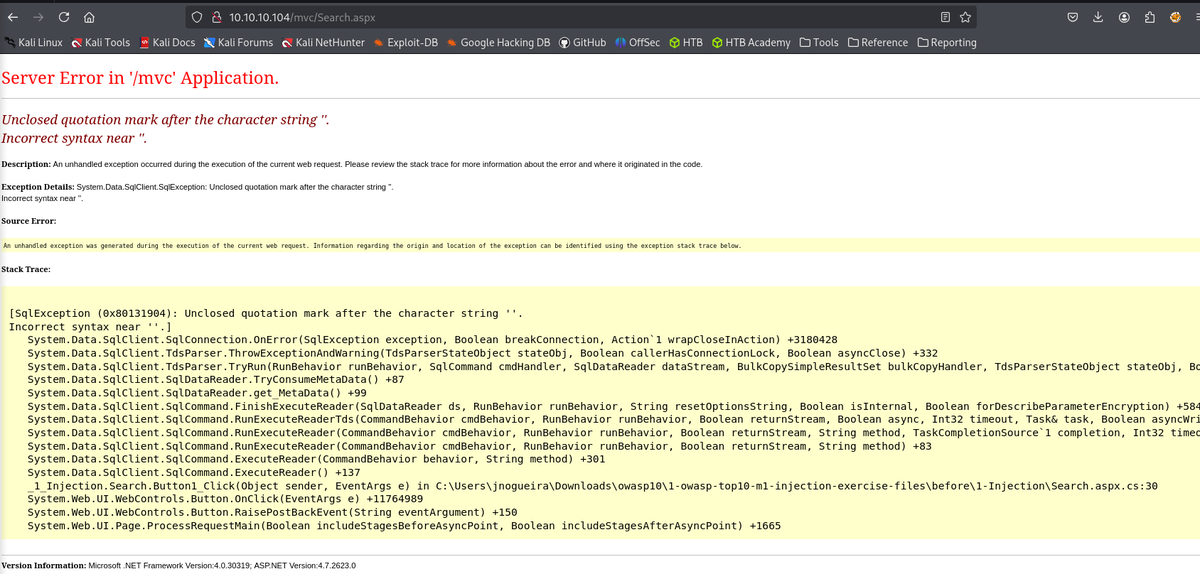 10.10.10.104/mvc/Search.aspx
Kali Linux Kali Tools Kali Docs Kali Forums Kali NetHunter Exploit-DB Google Hacking DB GitHub OffSec HTB HTB Academy Tools Reference Reporting
Server Error in '/mvc' Application.
Unclosed quotation mark after the character string ''.
Incorrect syntax near ''.
Description: An unhandled exception occurred during the execution of the current web request. Please review the stack trace for more information about the error and where it originated in the code.
Exception Details: System.Data.SqlClient.SqlException: Unclosed quotation mark after the character string ''.
Incorrect syntax near ''.
Source Error:
An unhandled exception was generated during the execution of the current web request. Information regarding the origin and location of the exception can be identified using the exception stack trace below.
Stack Trace:
[SqlException (0x80131904): Unclosed quotation mark after the character string ''.
Incorrect syntax near ''.]
System.Data.SqlClient.SqlConnection.OnError(SqlException exception, Boolean breakConnection, Action`1 wrapCloseInAction) +3180428
System.Data.SqlClient.TdsParser.ThrowExceptionAndWarning(TdsParserStateObject stateObj, Boolean callerHasConnectionLock, Boolean asyncClose) +332
System.Data.SqlClient.TdsParser.TryRun(RunBehavior runBehavior, SqlCommand cmdHandler, SqlDataReader dataStream, BulkCopySimpleResultSet bulkCopyHandler, TdsParserStateObject stateObj, Bo
System.Data.SqlClient.SqlDataReader.TryConsumeMetaData() +87
System.Data.SqlClient.SqlDataReader.get_MetaData() +99
System.Data.SqlClient.SqlCommand.FinishExecuteReader(SqlDataReader ds, RunBehavior runBehavior, String resetOptionsString, Boolean isInternal, Boolean forDescribeParameterEncryption) +584
System.Data.SqlClient.SqlCommand.RunExecuteReaderTds(CommandBehavior cmdBehavior, RunBehavior runBehavior, Boolean returnStream, Boolean async, Int32 timeout, Task& task, Boolean asyncWri
System.Data.SqlClient.SqlCommand.RunExecuteReader(CommandBehavior cmdBehavior, RunBehavior runBehavior, Boolean returnStream, String method, TaskCompletionSource`1 completion, Int32 timeo
System.Data.SqlClient.SqlCommand.RunExecuteReader(CommandBehavior cmdBehavior, RunBehavior runBehavior, Boolean returnStream, String method) +83
System.Data.SqlClient.SqlCommand.ExecuteReader(CommandBehavior behavior, String method) +301
System.Data.SqlClient.SqlCommand.ExecuteReader() +137
_1_Injection.Search.Button1_Click(Object sender, EventArgs e) in C:\Users\jnogueira\Downloads\owasp10\1-owasp-top10-m1-injection-exercise-files\before\1-Injection\Search.aspx.cs:30
System.Web.UI.WebControls.Button.OnClick(EventArgs e) +11764989
System.Web.UI.WebControls.Button.RaisePostBackEvent(String eventArgument) +150
System.Web.UI.Page.ProcessRequestMain(Boolean includeStagesBeforeAsyncPoint, Boolean includeStagesAfterAsyncPoint) +1665
Version Information: Microsoft .NET Framework Version:4.0.30319; ASP.NET Version:4.7.2623.0